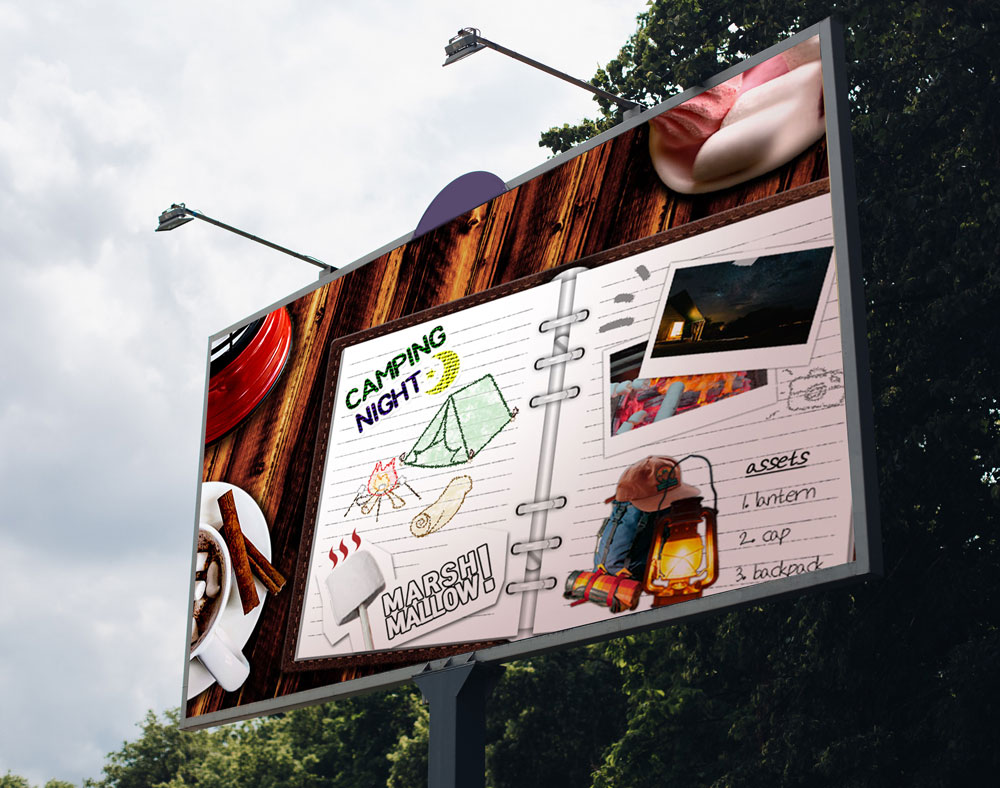 CAMPING
NIGHT
MARSH
MALLOW!
assets
1. lantern
2. cap
3. backpack